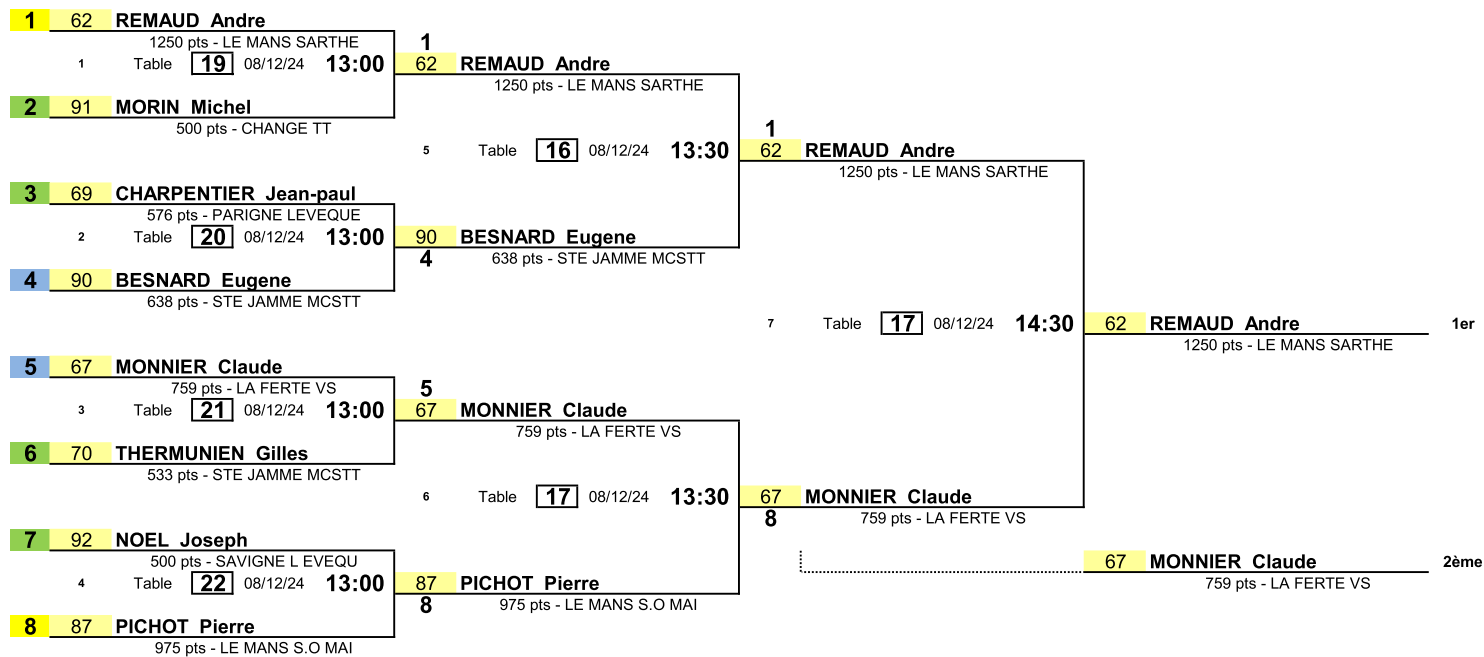 1 62 REMAUD Andre
1250 pts - LE MANS SARTHE
1 Table 19 08/12/24 13:00
2 91 MORIN Michel
500 pts - CHANGE TT
3 69 CHARPENTIER Jean-paul
576 pts - PARIGNE LEVEQUE
2 Table 20 08/12/24 13:00
4 90 BESNARD Eugene
638 pts - STE JAMME MCSTT
5 67 MONNIER Claude
759 pts - LA FERTE VS
3 Table 21 08/12/24 13:00
6 70 THERMUNIEN Gilles
533 pts - STE JAMME MCSTT
7 92 NOEL Joseph
500 pts - SAVIGNE L EVEQU
4 Table 22 08/12/24 13:00
8 87 PICHOT Pierre
975 pts - LE MANS S.O MAI
1
62 REMAUD Andre
1250 pts - LE MANS SARTHE
5 Table 16 08/12/24 13:30
90 BESNARD Eugene
4
638 pts - STE JAMME MCSTT
5
67 MONNIER Claude
759 pts - LA FERTE VS
6 Table 17 08/12/24 13:30
87 PICHOT Pierre
8
975 pts - LE MANS S.O MAI
1
62 REMAUD Andre
1250 pts - LE MANS SARTHE
7 Table 17 08/12/24 14:30
67 MONNIER Claude
8
759 pts - LA FERTE VS
62 REMAUD Andre 1er
1250 pts - LE MANS SARTHE
67 MONNIER Claude 2ème
759 pts - LA FERTE VS